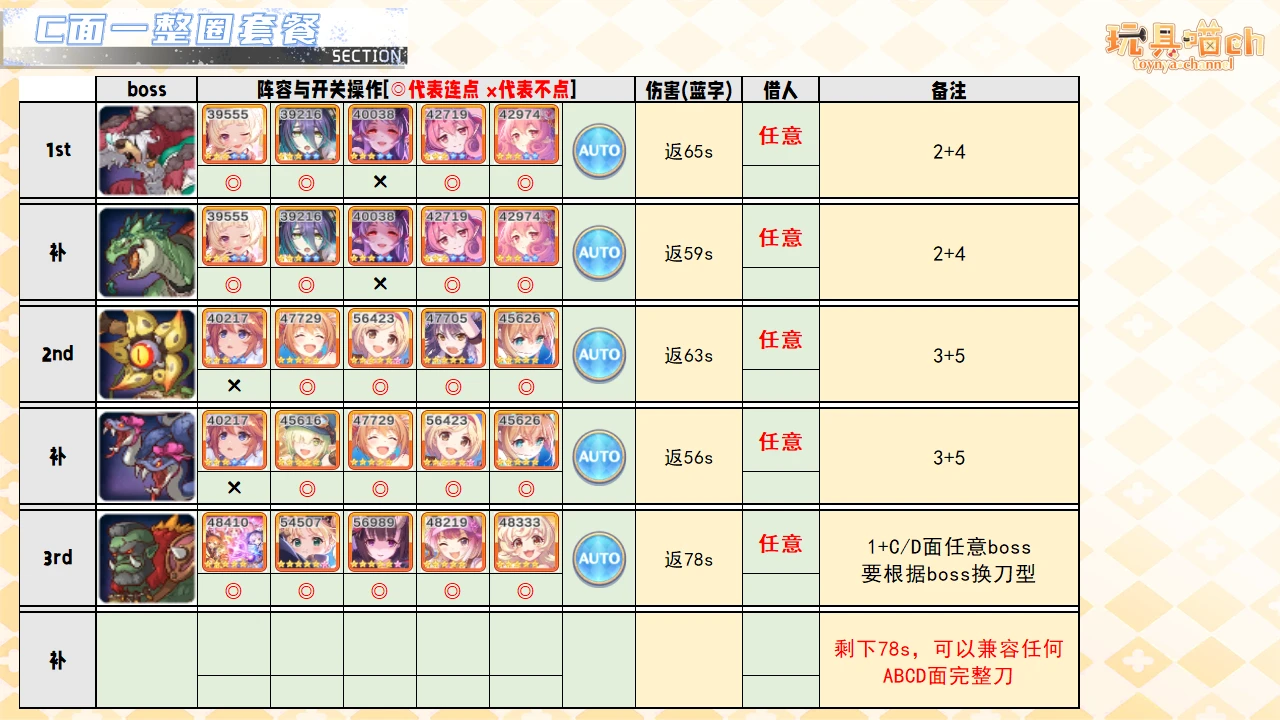 C面一整圈套餐
SECTION
玩具喵ch
toynya-channel
boss 阵容与开关操作[◎代表连点 ×代表不点] 伤害(蓝字) 借人 备注
1st 39555 39216 40038 42719 42974 AUTO 返65s 任意 2+4
◎ ◎ × ◎ ◎
补 39555 39216 40038 42719 42974 AUTO 返59s 任意 2+4
◎ ◎ × ◎ ◎
2nd 40217 47729 56423 47705 45626 AUTO 返63s 任意 3+5
× ◎ ◎ ◎ ◎
补 40217 45616 47729 56423 45626 AUTO 返56s 任意 3+5
× ◎ ◎ ◎ ◎
3rd 48410 54507 56989 48219 48333 AUTO 返78s 任意 1+C/D面任意boss
要根据boss换刀型
◎ ◎ ◎ ◎ ◎
补 剩下78s，可以兼容任何
ABCD面完整刀